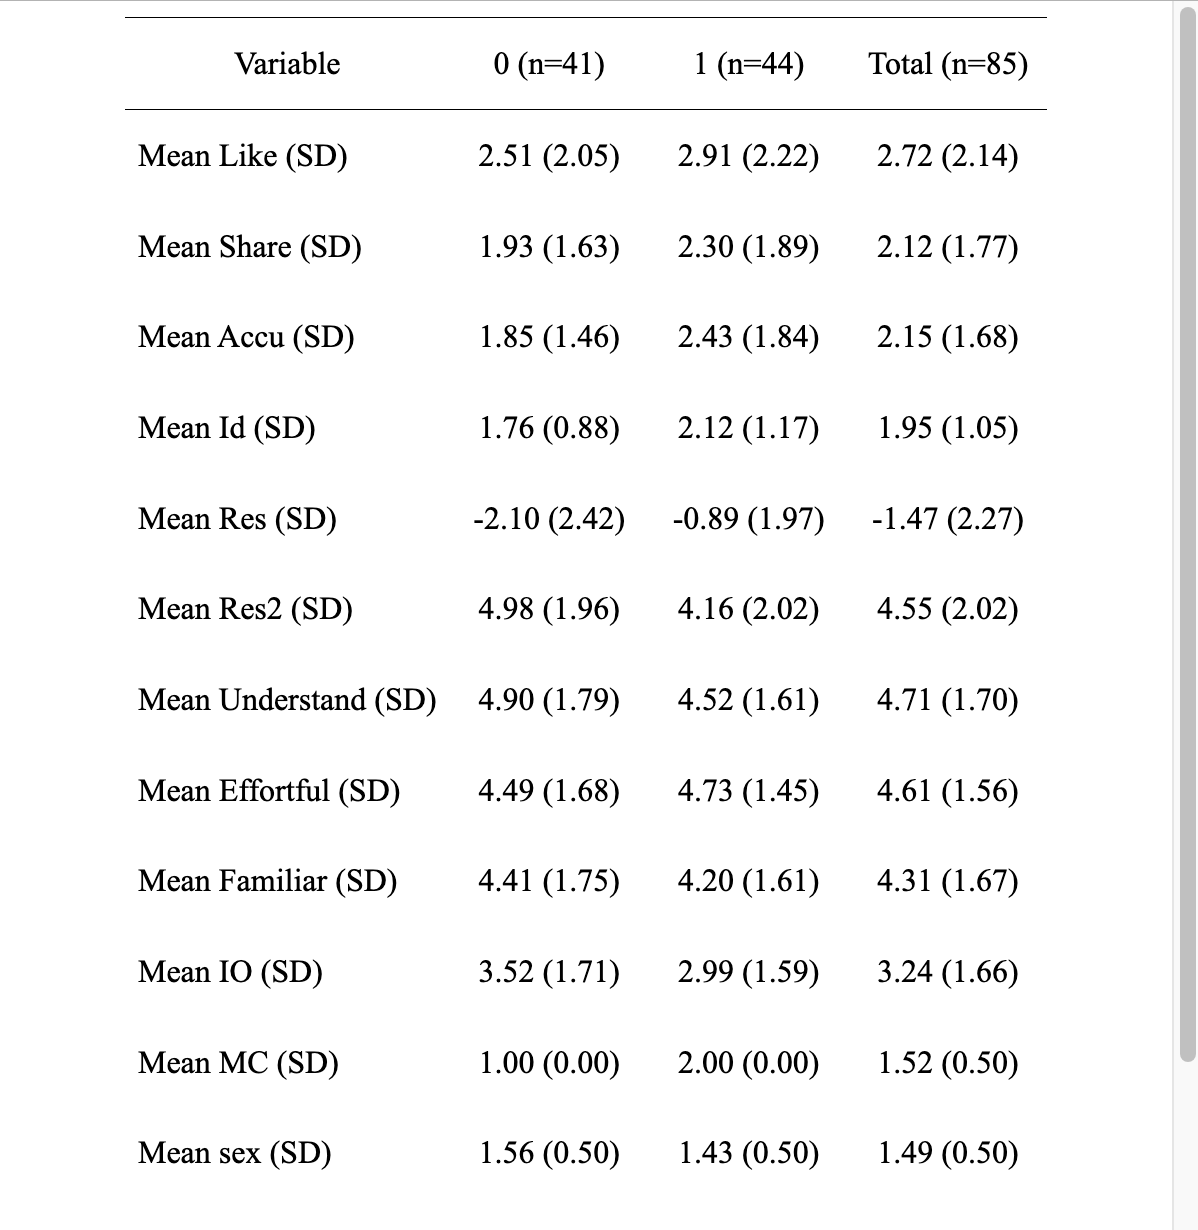 Variable 0 (n=41) 1 (n=44) Total (n=85)
Mean Like (SD) 2.51 (2.05) 2.91 (2.22) 2.72 (2.14)
Mean Share (SD) 1.93 (1.63) 2.30 (1.89) 2.12 (1.77)
Mean Accu (SD) 1.85 (1.46) 2.43 (1.84) 2.15 (1.68)
Mean Id (SD) 1.76 (0.88) 2.12 (1.17) 1.95 (1.05)
Mean Res (SD) -2.10 (2.42) -0.89 (1.97) -1.47 (2.27)
Mean Res2 (SD) 4.98 (1.96) 4.16 (2.02) 4.55 (2.02)
Mean Understand (SD) 4.90 (1.79) 4.52 (1.61) 4.71 (1.70)
Mean Effortful (SD) 4.49 (1.68) 4.73 (1.45) 4.61 (1.56)
Mean Familiar (SD) 4.41 (1.75) 4.20 (1.61) 4.31 (1.67)
Mean IO (SD) 3.52 (1.71) 2.99 (1.59) 3.24 (1.66)
Mean MC (SD) 1.00 (0.00) 2.00 (0.00) 1.52 (0.50)
Mean sex (SD) 1.56 (0.50) 1.43 (0.50) 1.49 (0.50)